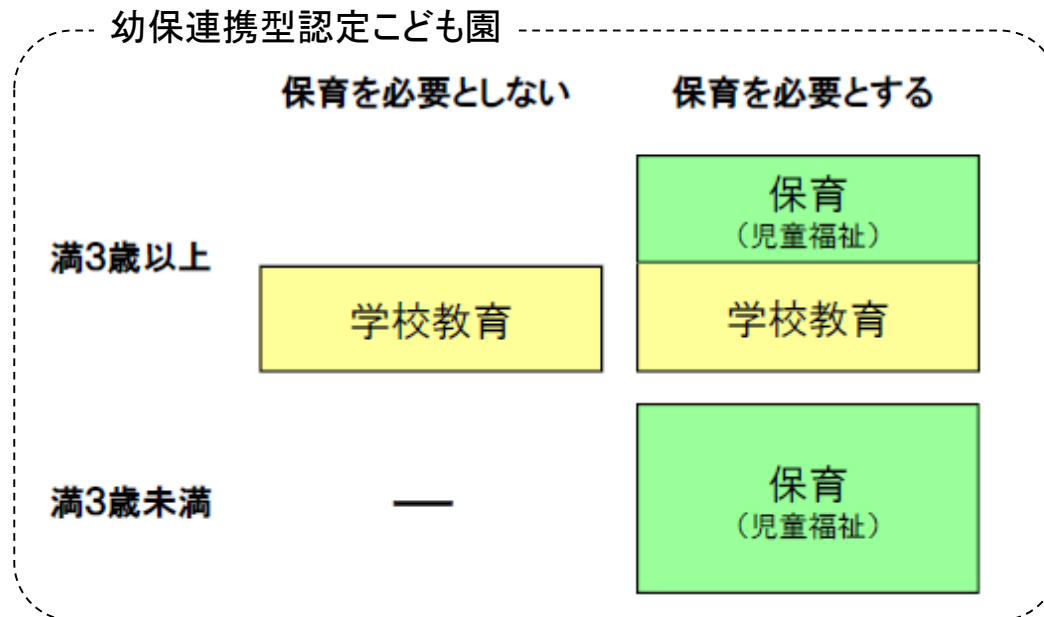 幼保連携型認定こども園
保育を必要としない
保育を必要とする
満3歳以上
保育
（児童福祉）
学校教育
学校教育
満3歳未満
―
保育
（児童福祉）